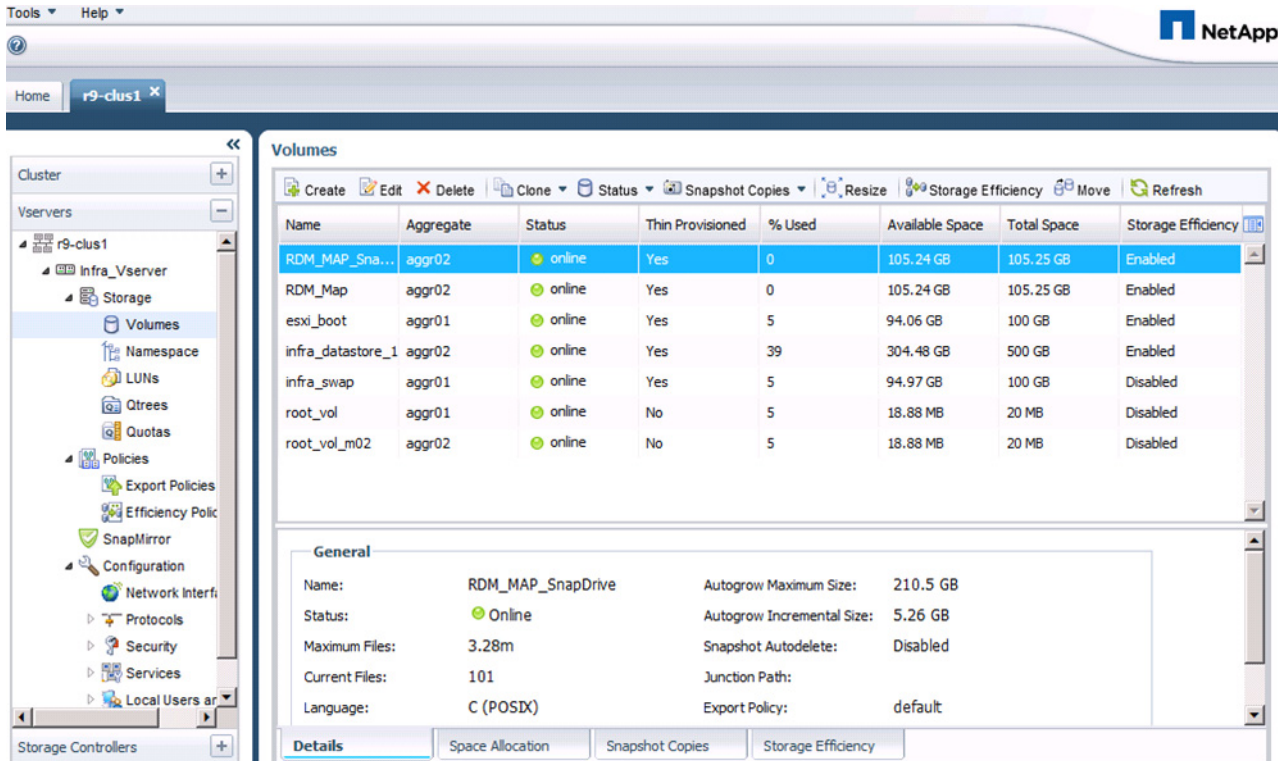 Tools Help
NetApp
Home r9-clus1
Cluster
Vservers
r9-clus1
Infra_Vserver
Storage
Volumes
Namespace
LUNs
Qtrees
Quotas
Policies
Export Policies
Efficiency Polic
SnapMirror
Configuration
Network Interfa
Protocols
Security
Services
Local Users ar
Storage Controllers
Volumes
Create Edit Delete Clone Status Snapshot Copies Resize Storage Efficiency Move Refresh
Name Aggregate Status Thin Provisioned % Used Available Space Total Space Storage Efficiency
RDM_MAP_Sna... aggr02 online Yes 0 105.24 GB 105.25 GB Enabled
RDM_Map aggr02 online Yes 0 105.24 GB 105.25 GB Enabled
esxi_boot aggr01 online Yes 5 94.06 GB 100 GB Enabled
infra_datastore_1 aggr02 online Yes 39 304.48 GB 500 GB Enabled
infra_swap aggr01 online Yes 5 94.97 GB 100 GB Disabled
root_vol aggr01 online No 5 18.88 MB 20 MB Disabled
root_vol_m02 aggr02 online No 5 18.88 MB 20 MB Disabled
General
Name: RDM_MAP_SnapDrive Autogrow Maximum Size: 210.5 GB
Status: Online Autogrow Incremental Size: 5.26 GB
Maximum Files: 3.28m Snapshot Autodelete: Disabled
Current Files: 101 Junction Path:
Language: C (POSIX) Export Policy: default
Details Space Allocation Snapshot Copies Storage Efficiency